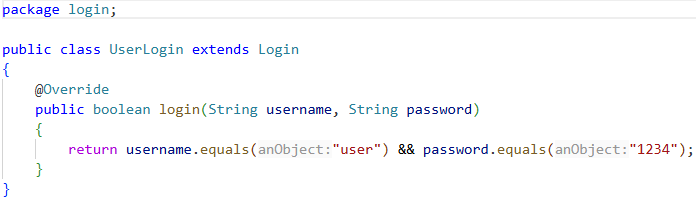 package login;
public class UserLogin extends Login
{
@Override
public boolean login(String username, String password)
{
return username.equals(anObject:"user") && password.equals(anObject:"1234");
}
}